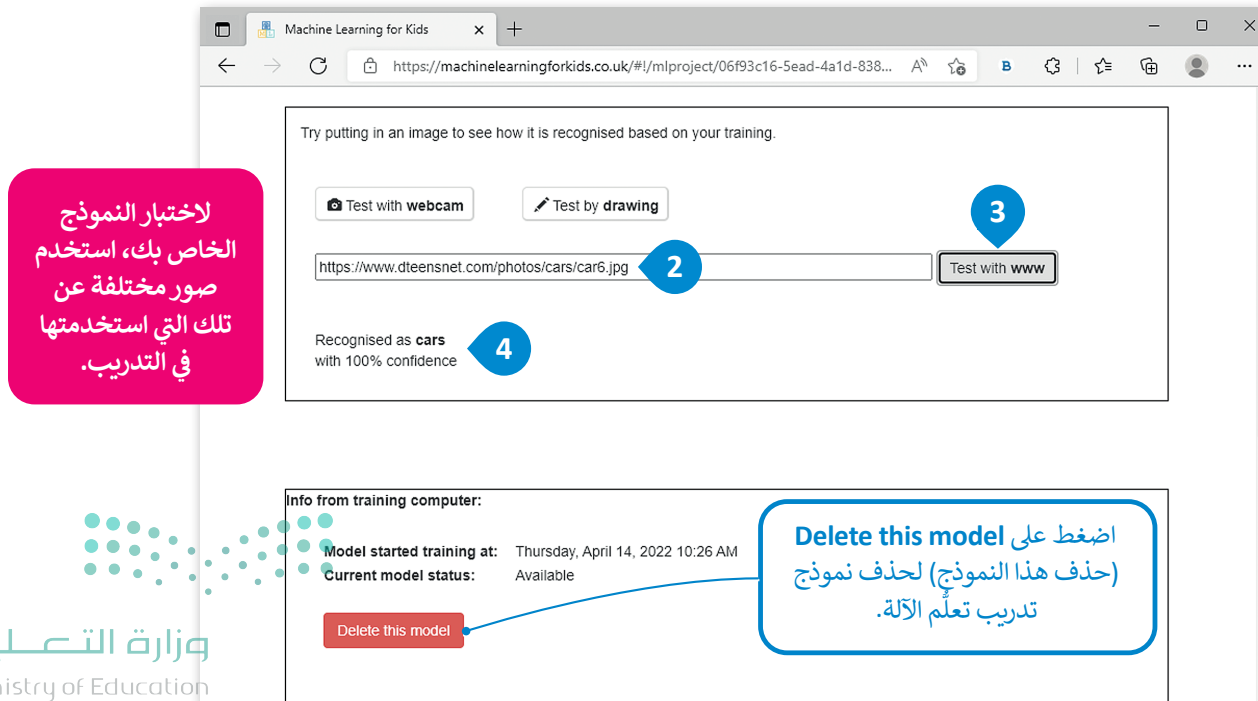 Machine Learning for Kids
https://machinelearningforkids.co.uk/#!/mlproject/06f93c16-5ead-4a1d-838...
Try putting in an image to see how it is recognised based on your training.
Test with webcam
Test by drawing
3
https://www.dteensnet.com/photos/cars/car6.jpg
2
Test with www
Recognised as cars
with 100% confidence
4
لاختبار النموذج
الخاص بك، استخدم
صور مختلفة عن
تلك التي استخدمتها
في التدريب.
Info from training computer:
Model started training at: Thursday, April 14, 2022 10:26 AM
Current model status: Available
Delete this model
اضغط على Delete this model
(حذف هذا النموذج) لحذف نموذج
تدريب تعلُّم الآلة.
وزارة التعلي
nistry of Education